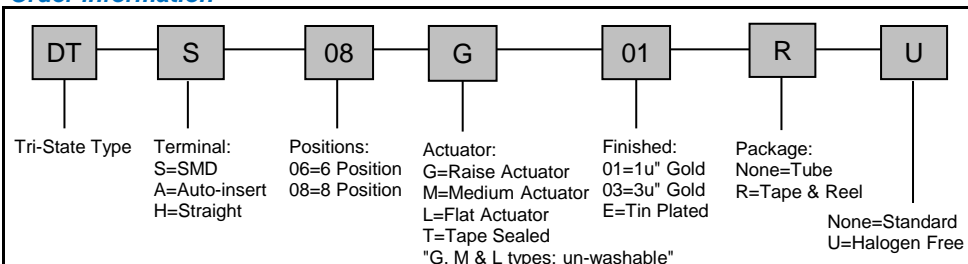 Order Information
DT S 08 G 01 R U
Tri-State Type
Terminal:
S=SMD
A=Auto-insert
H=Straight
Positions:
06=6 Position
08=8 Position
Actuator:
G=Raise Actuator
M=Medium Actuator
L=Flat Actuator
T=Tape Sealed
"G, M & L types: un-washable"
Finished:
01=1u" Gold
03=3u" Gold
E=Tin Plated
Package:
None=Tube
R=Tape & Reel
None=Standard
U=Halogen Free